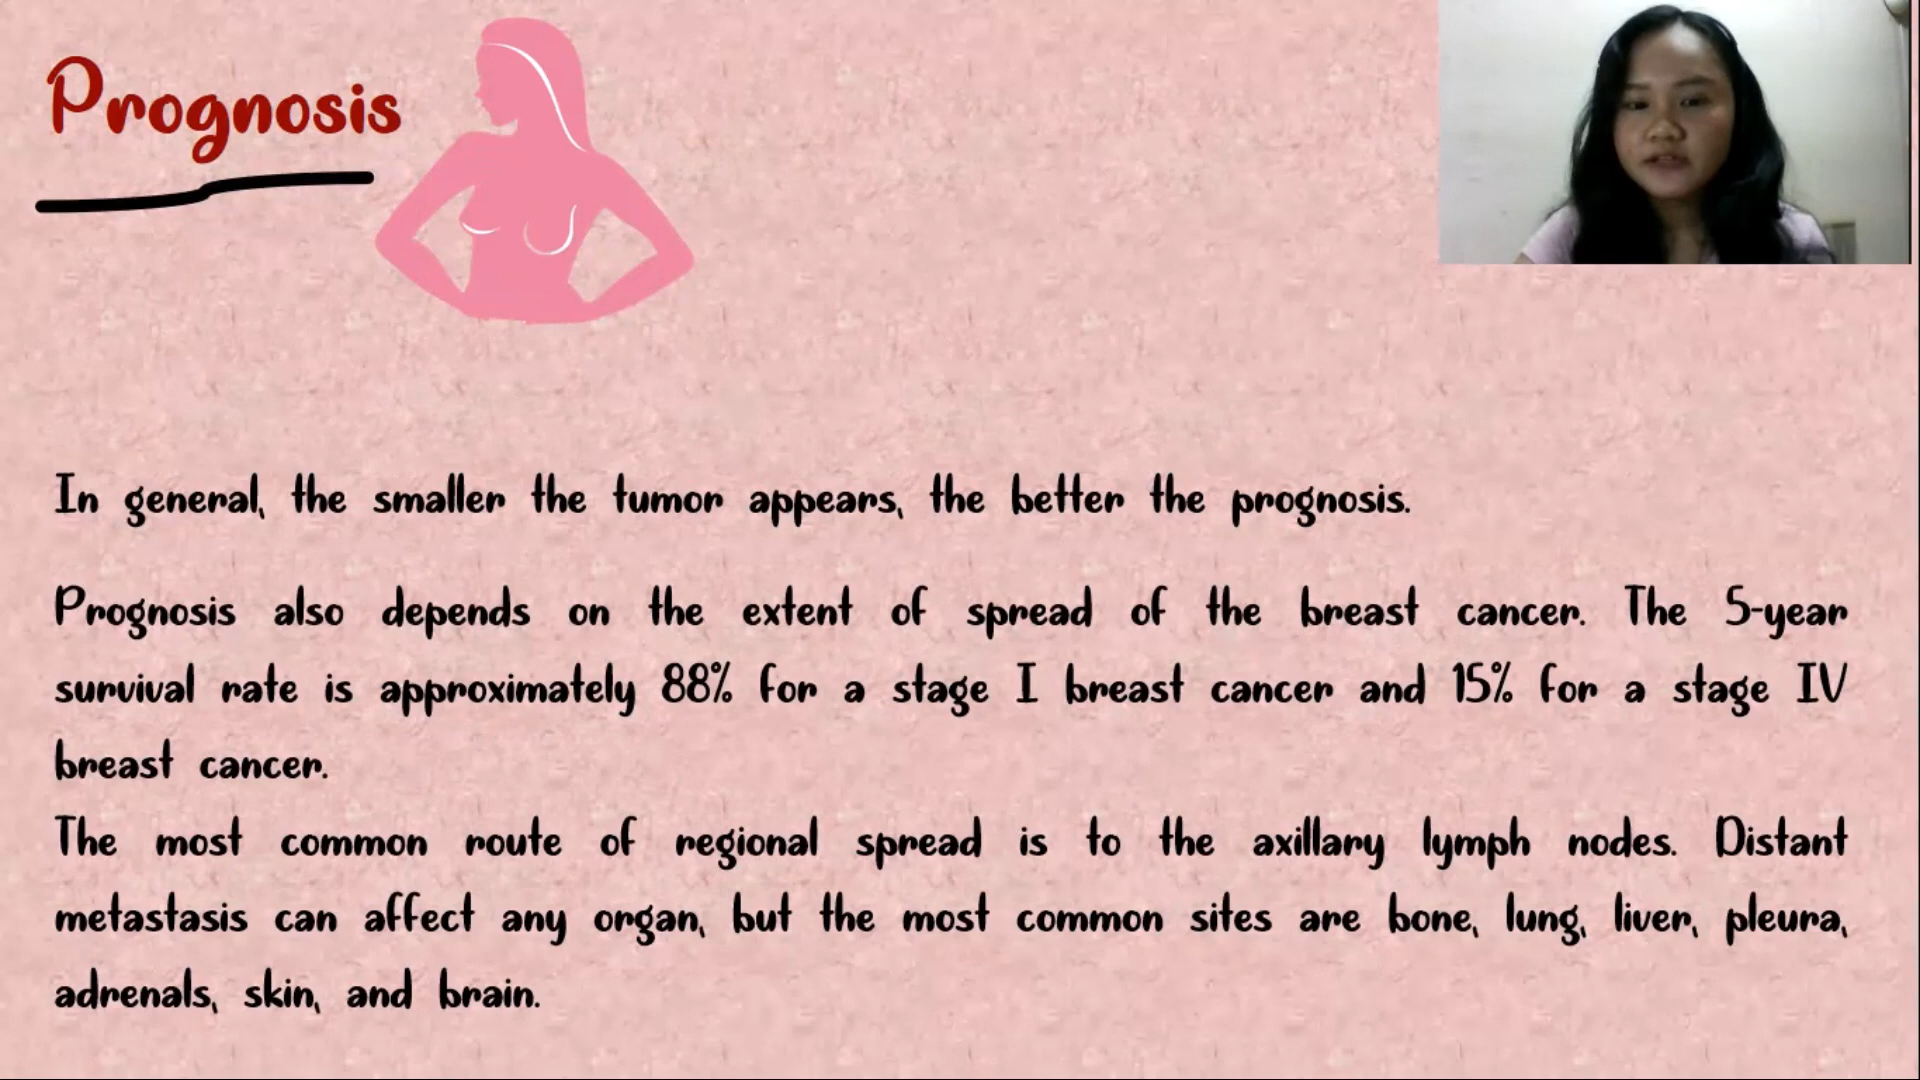 Prognosis
In general, the smaller the tumor appears, the better the prognosis.
Prognosis also depends on the extent of spread of the breast cancer. The 5-year
survival rate is approximately 88% for a stage I breast cancer and 15% for a stage IV
breast cancer.
The most common route of regional spread is to the axillary lymph nodes. Distant
metastasis can affect any organ, but the most common sites are bone, lung, liver, pleura,
adrenals, skin, and brain.